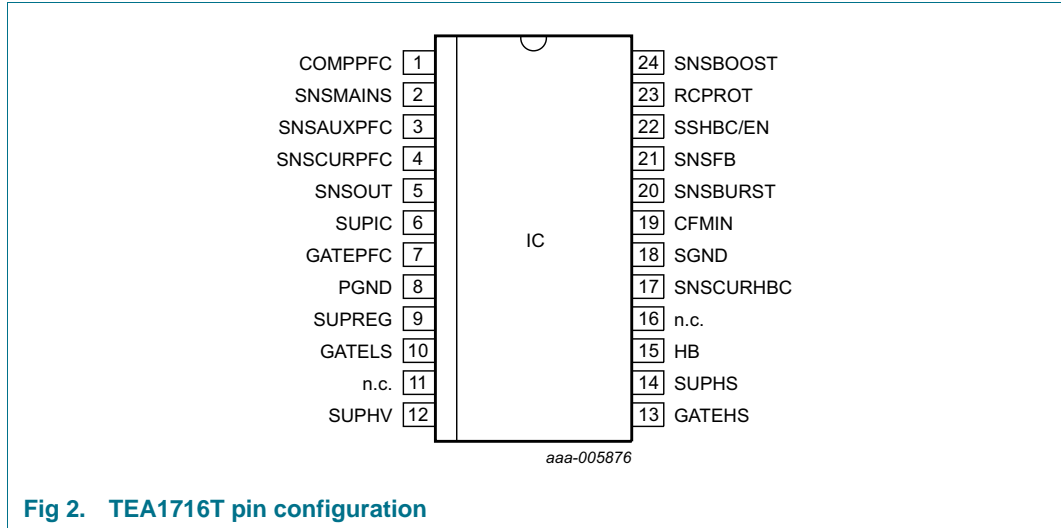 COMPPFC 1
SNSMAINS 2
SNSAUXPFC 3
SNSCURPFC 4
SNSOUT 5
SUPIC 6
GATEPFC 7
PGND 8
SUPREG 9
GATELS 10
n.c. 11
SUPHV 12
IC
24 SNSBOOST
23 RCPROT
22 SSHBC/EN
21 SNSFB
20 SNSBURST
19 CFMIN
18 SGND
17 SNSCURHBC
16 n.c.
15 HB
14 SUPHS
13 GATEHS
aaa-005876
Fig 2. TEA1716T pin configuration